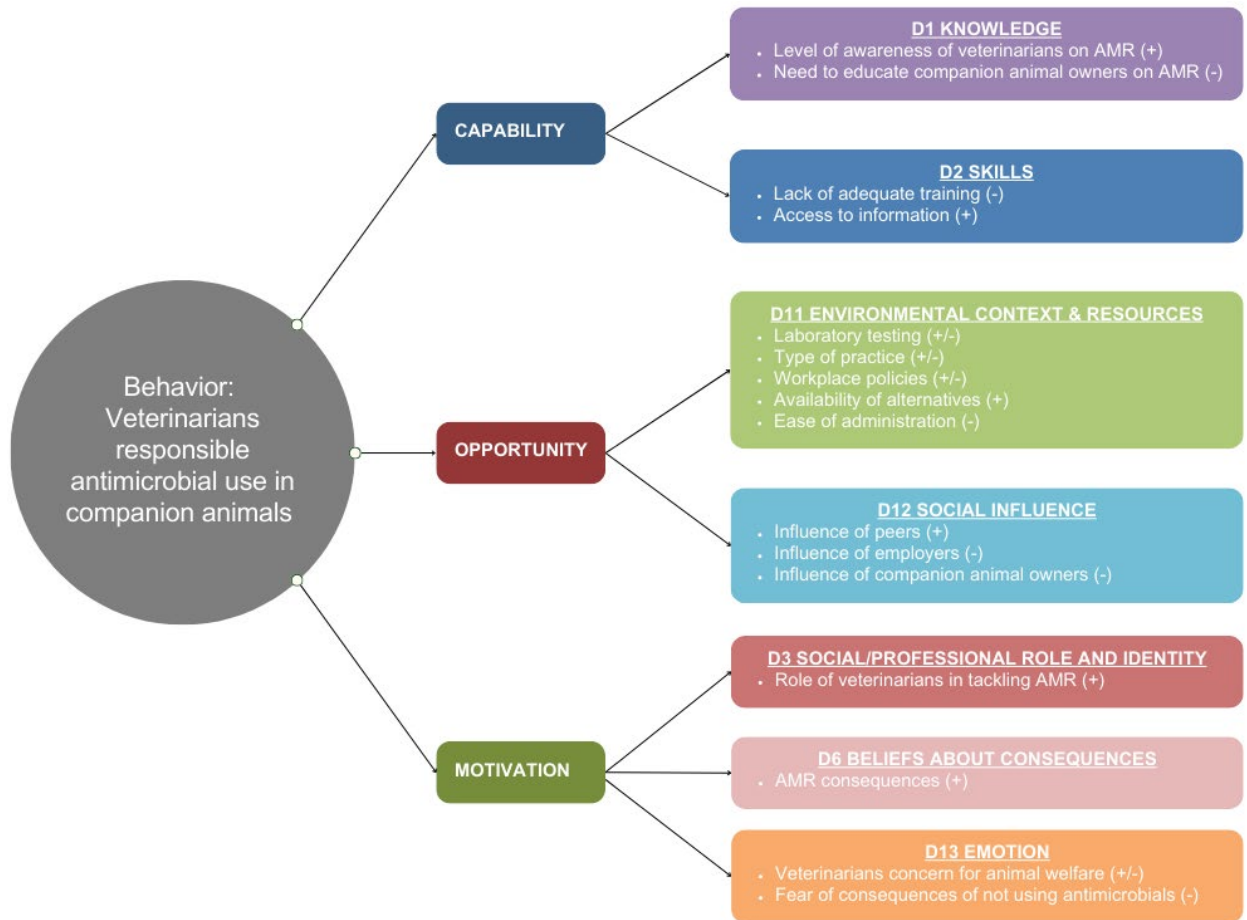 Behavior:
Veterinarians
responsible
antimicrobial use in
companion animals
CAPABILITY
D1 KNOWLEDGE
• Level of awareness of veterinarians on AMR (+)
• Need to educate companion animal owners on AMR (-)
D2 SKILLS
• Lack of adequate training (-)
• Access to information (+)
OPPORTUNITY
D11 ENVIRONMENTAL CONTEXT & RESOURCES
• Laboratory testing (+/-)
• Type of practice (+/-)
• Workplace policies (+/-)
• Availability of alternatives (+)
• Ease of administration (-)
D12 SOCIAL INFLUENCE
• Influence of peers (+)
• Influence of employers (-)
• Influence of companion animal owners (-)
MOTIVATION
D3 SOCIAL/PROFESSIONAL ROLE AND IDENTITY
• Role of veterinarians in tackling AMR (+)
D6 BELIEFS ABOUT CONSEQUENCES
• AMR consequences (+)
D13 EMOTION
• Veterinarians concern for animal welfare (+/-)
• Fear of consequences of not using antimicrobials (-)